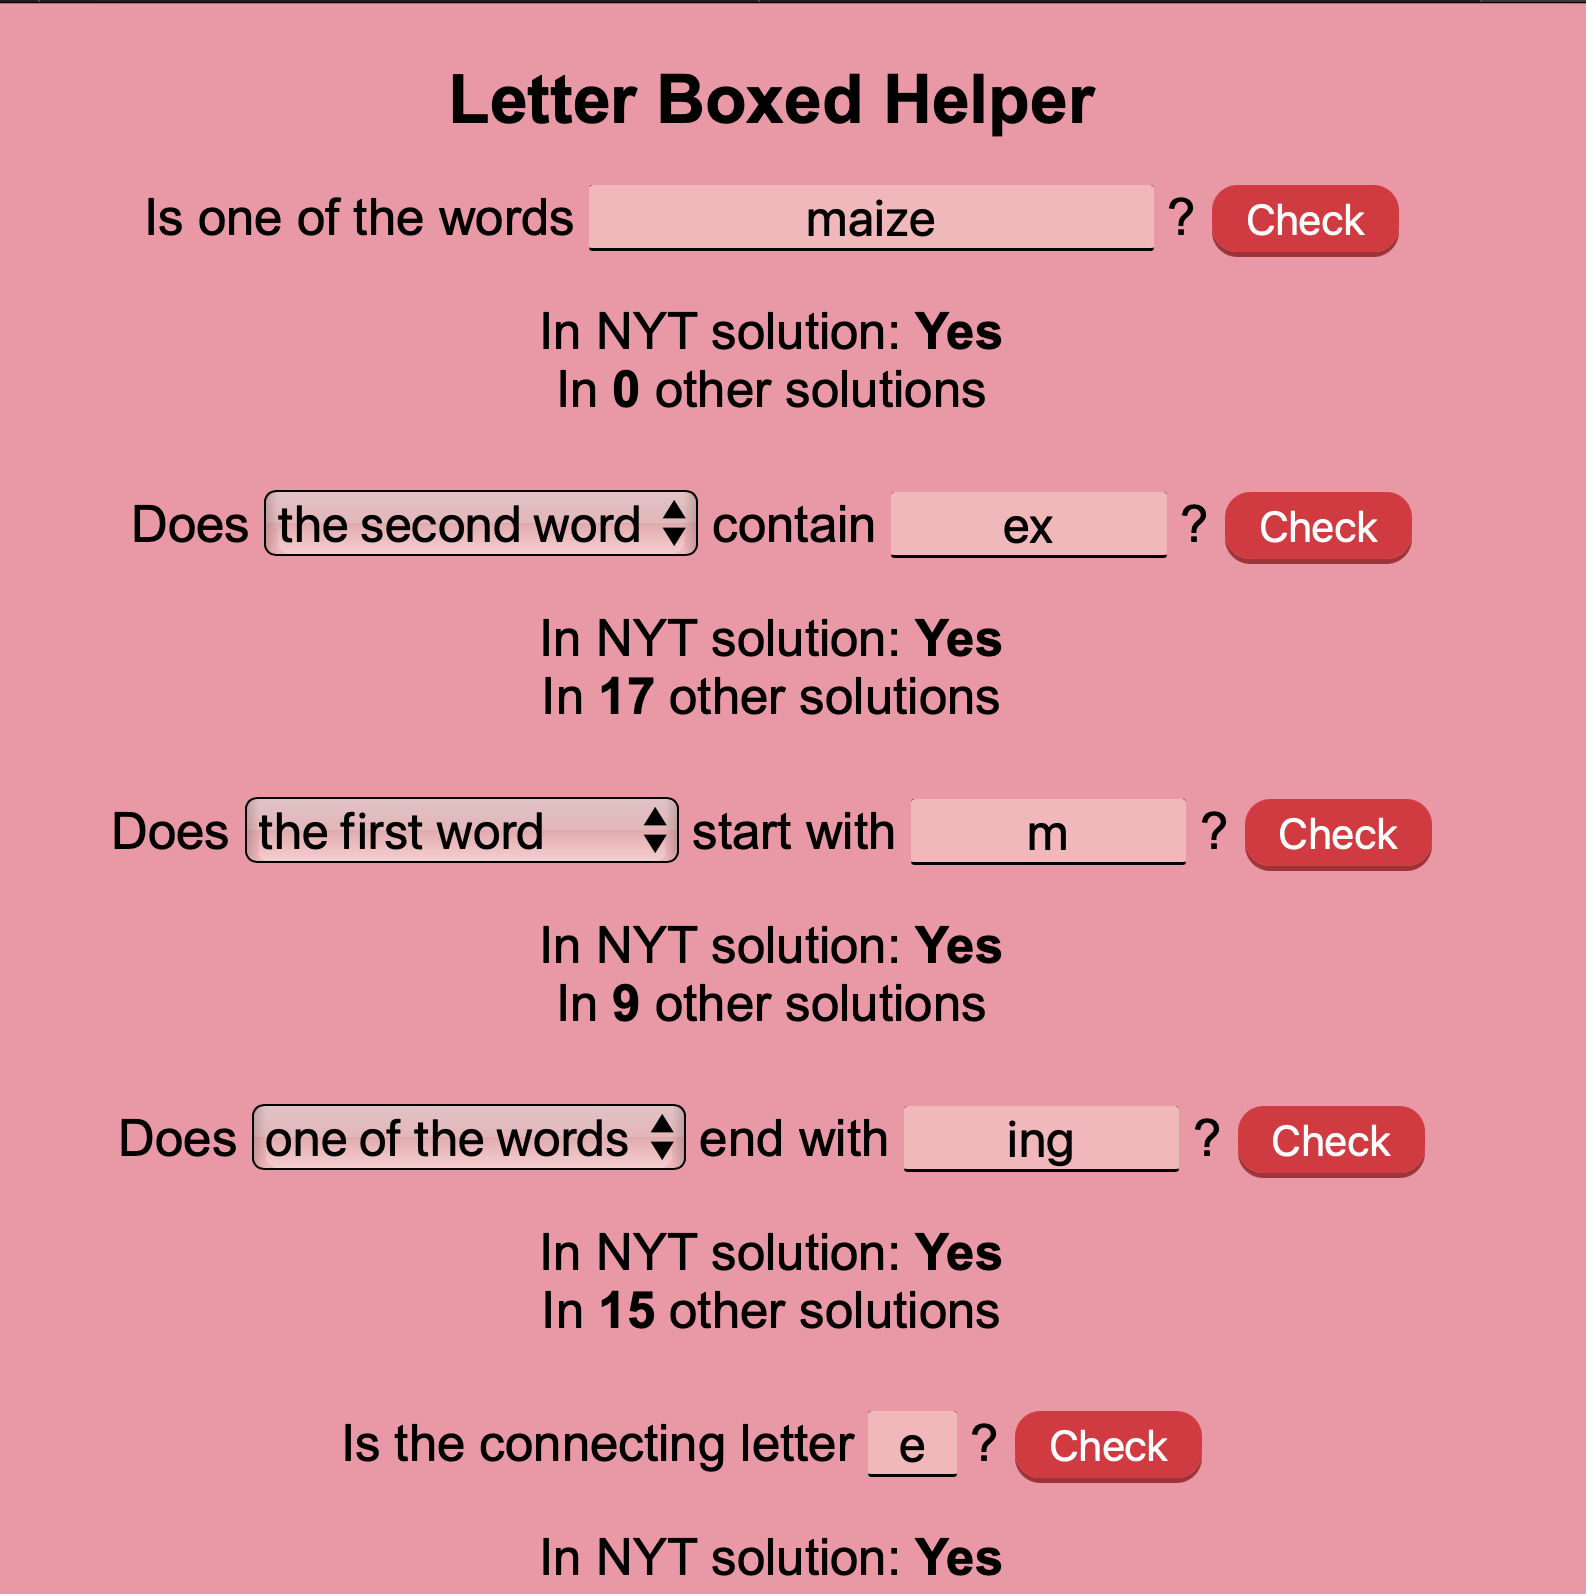 Letter Boxed Helper
Is one of the words maize ? Check
In NYT solution: Yes
In 0 other solutions
Does the second word contain ex ? Check
In NYT solution: Yes
In 17 other solutions
Does the first word start with m ? Check
In NYT solution: Yes
In 9 other solutions
Does one of the words end with ing ? Check
In NYT solution: Yes
In 15 other solutions
Is the connecting letter e ? Check
In NYT solution: Yes